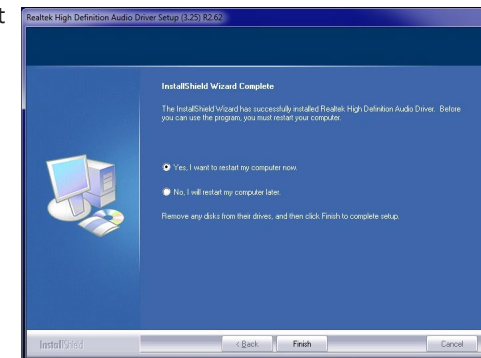 t
Realtek High Definition Audio Driver Setup (3.25) R2.62
InstallShield Wizard Complete
The InstallShield Wizard has successfully installed Realtek High Definition Audio Driver. Before
you can use the program, you must restart your computer.
Yes, I want to restart my computer now.
No, I will restart my computer later.
Remove any disks from their drives, and then click Finish to complete setup.
InstallShield
< Back
Finish
Cancel